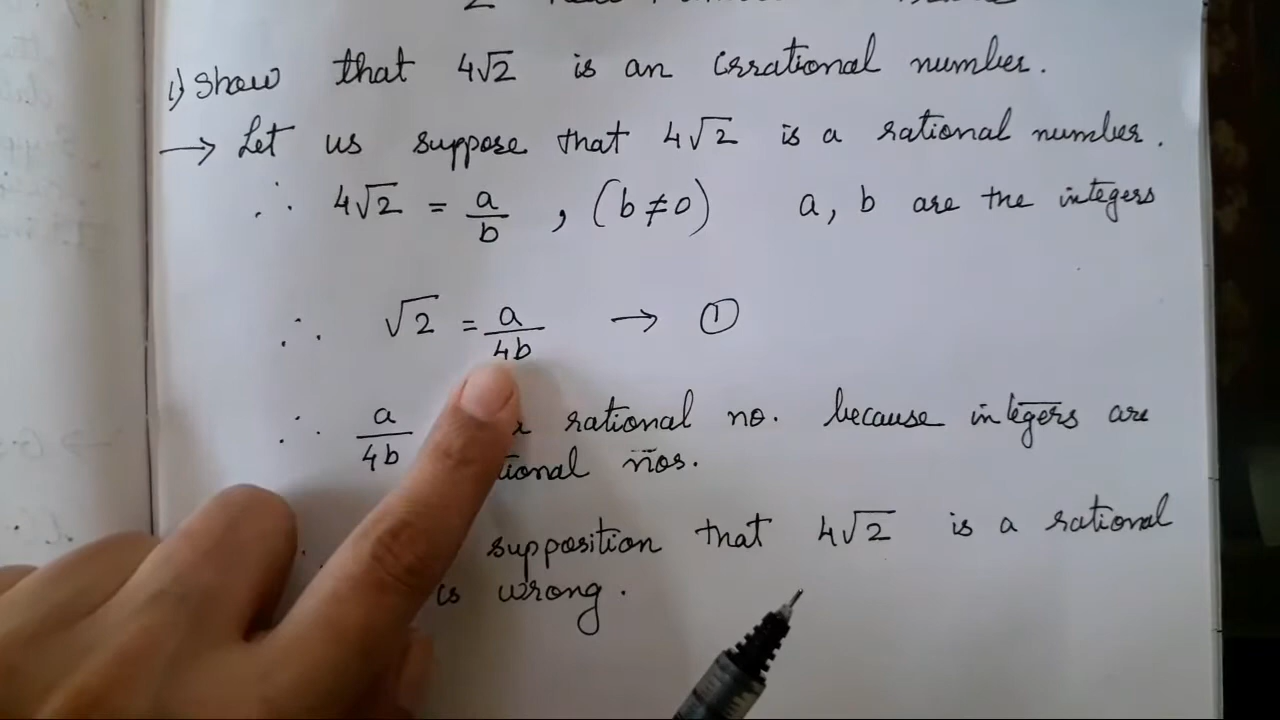 1) Show that 4√2 is an irrational number.
→ Let us suppose that 4√2 is a rational number.
∴ 4√2 = a/b , (b≠0) a, b are the integers
∴ √2 = a/4b → ①
∴ a/4b rational no. because integers are
nos.
supposition that 4√2 is a rational
is wrong.